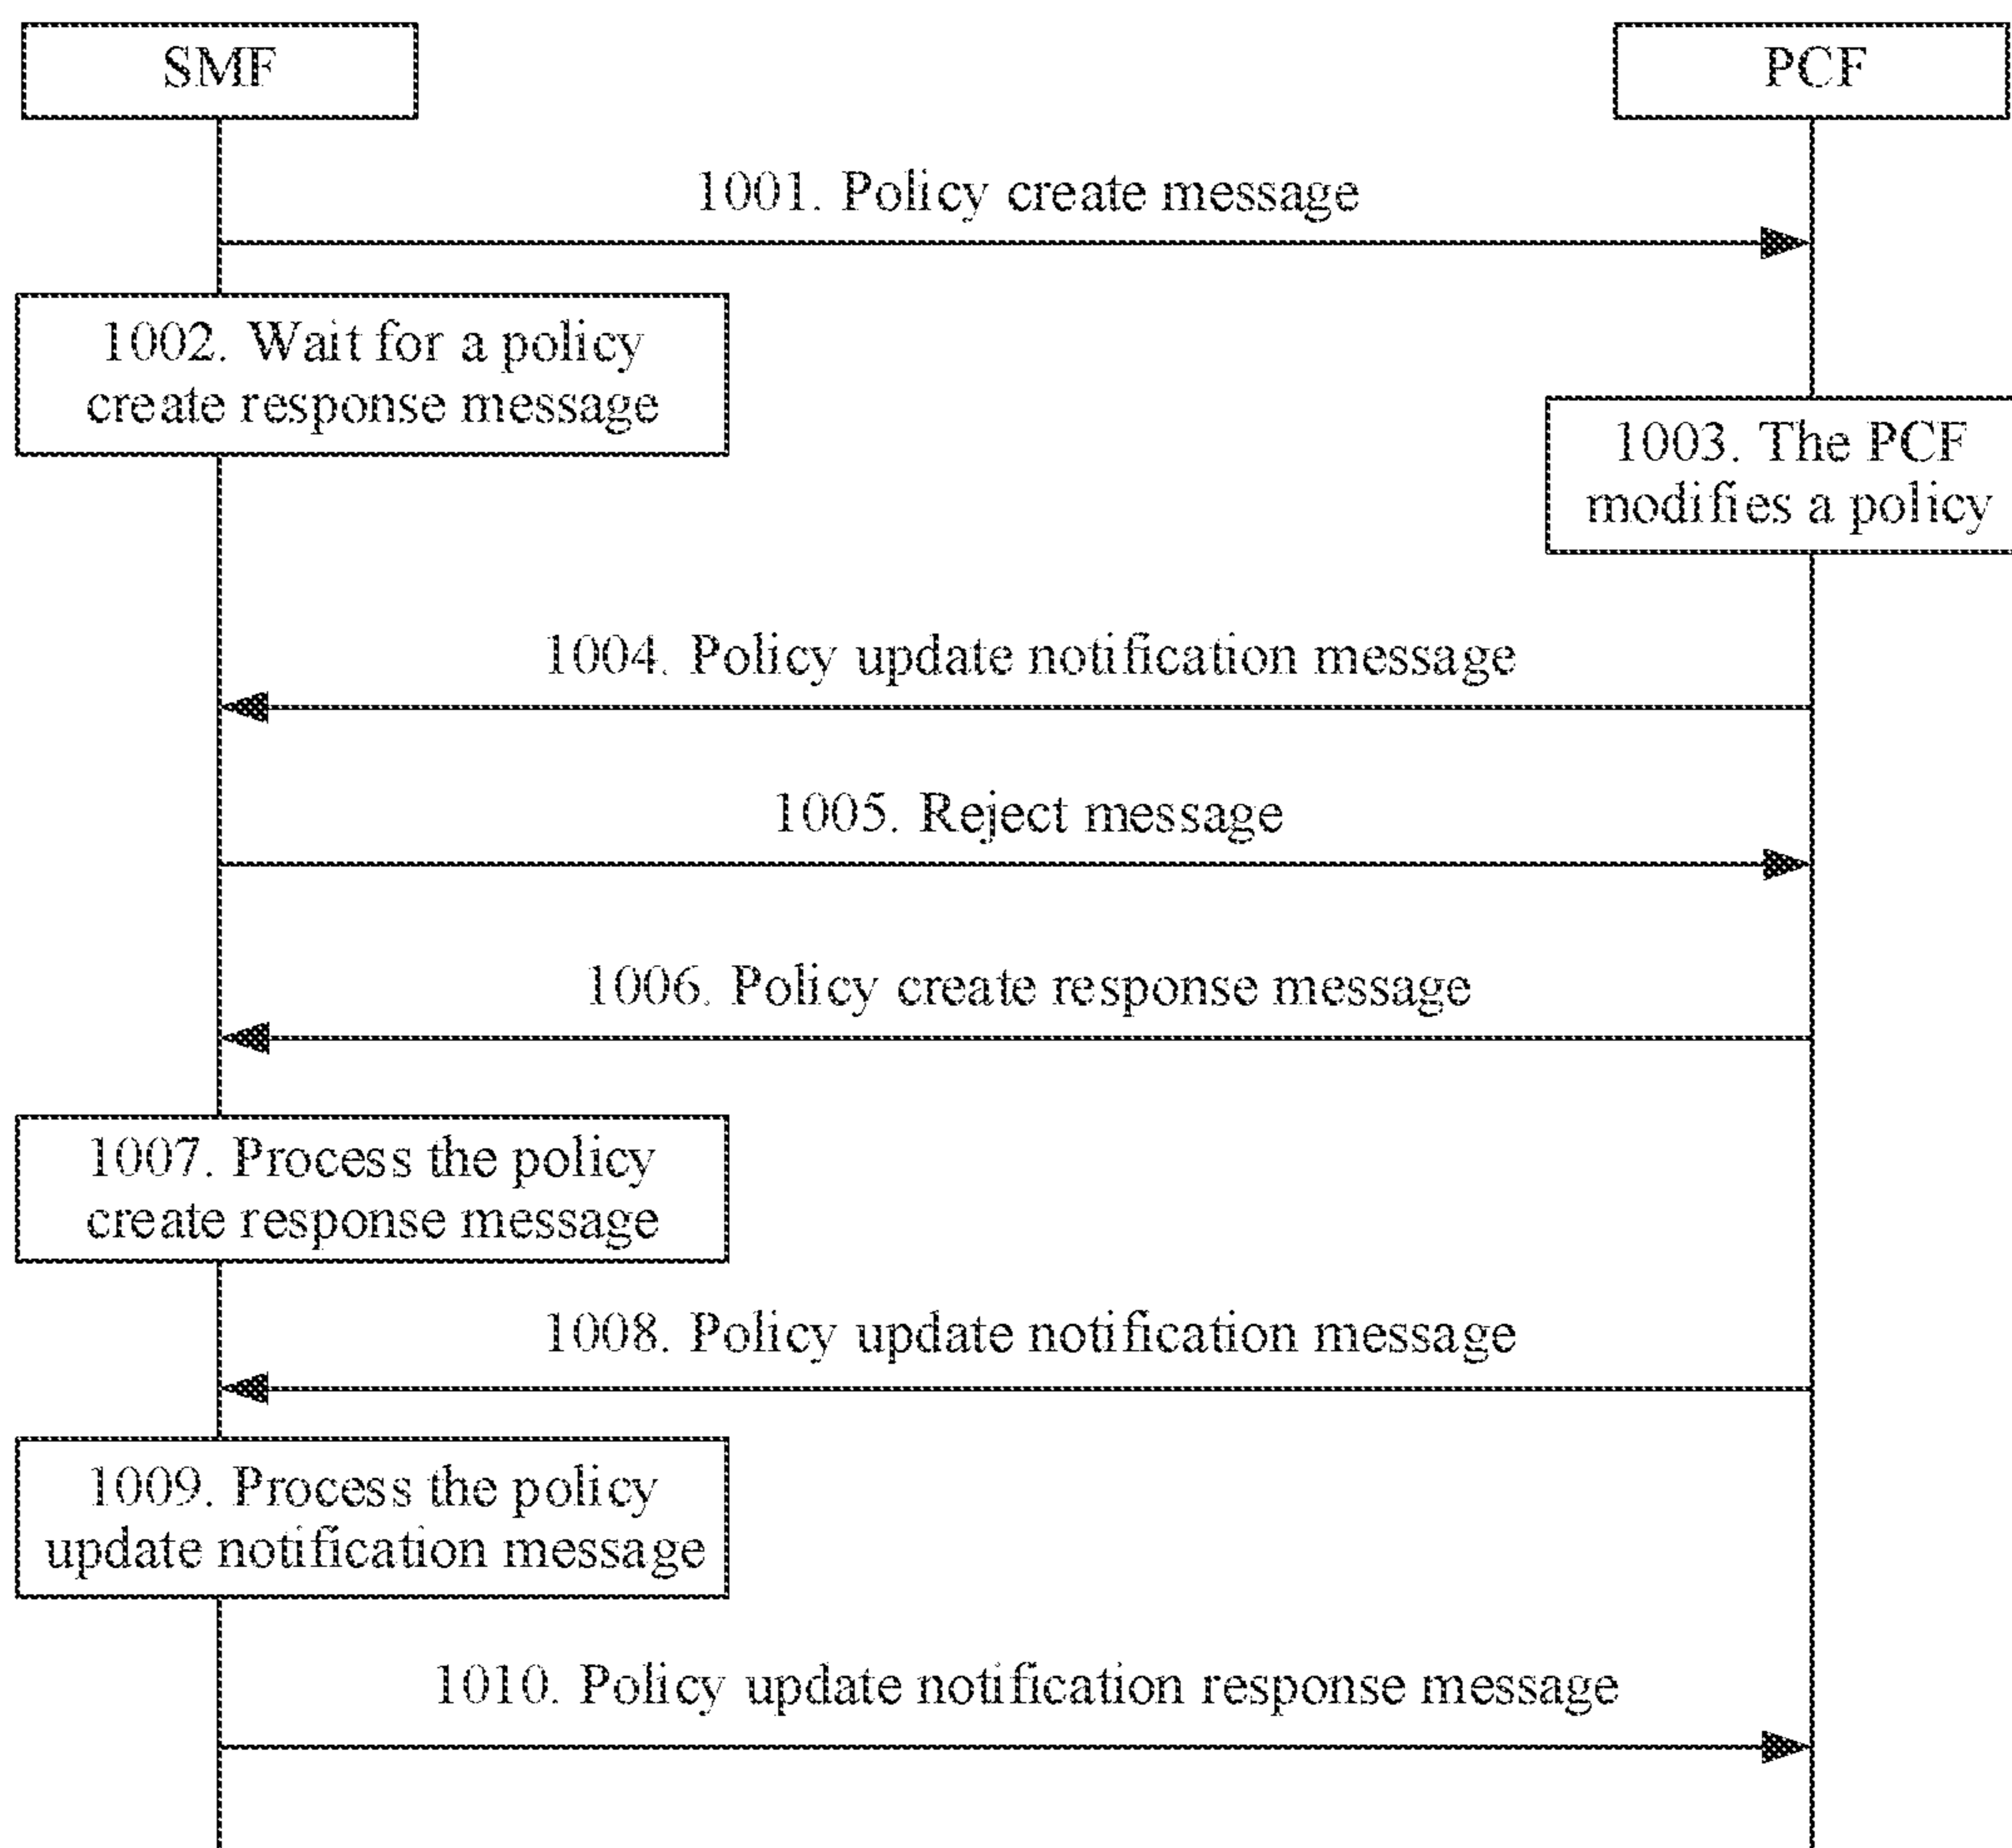 SMF
PCF
1001. Policy create message
1002. Wait for a policy
create response message
1003. The PCF
modifies a policy
1004. Policy update notification message
1005. Reject message
1006. Policy create response message
1007. Process the policy
create response message
1008. Policy update notification message
1009. Process the policy
update notification message
1010. Policy update notification response message